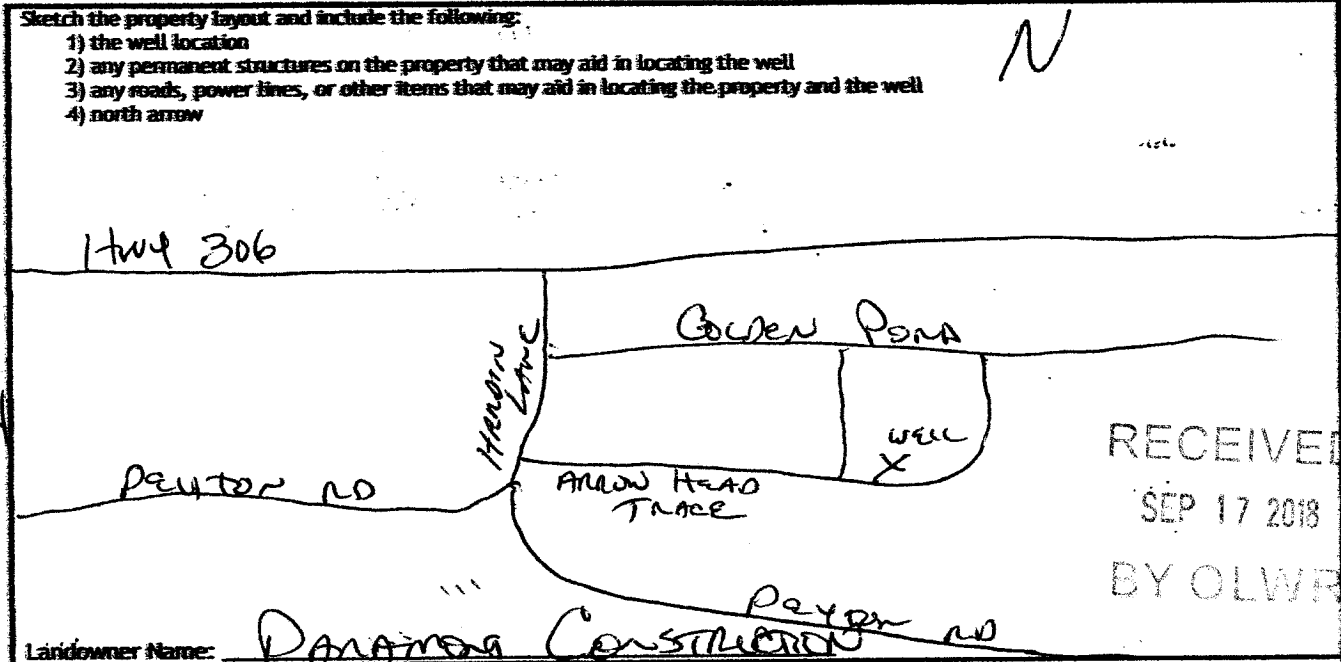 Sketch the property layout and include the following:
1) the well location
2) any permanent structures on the property that may aid in locating the well
3) any roads, power lines, or other items that may aid in locating the property and the well
4) north arrow
N
Hwy 306
GOLDEN POND
HARDIN
LANE
WELL
X
PEYTON RD
ARROW HEAD
TRACE
RECEIVED
SEP 17 2018
BY OLWR
PEYTON RD
Landowner Name: CONSTRUCTION